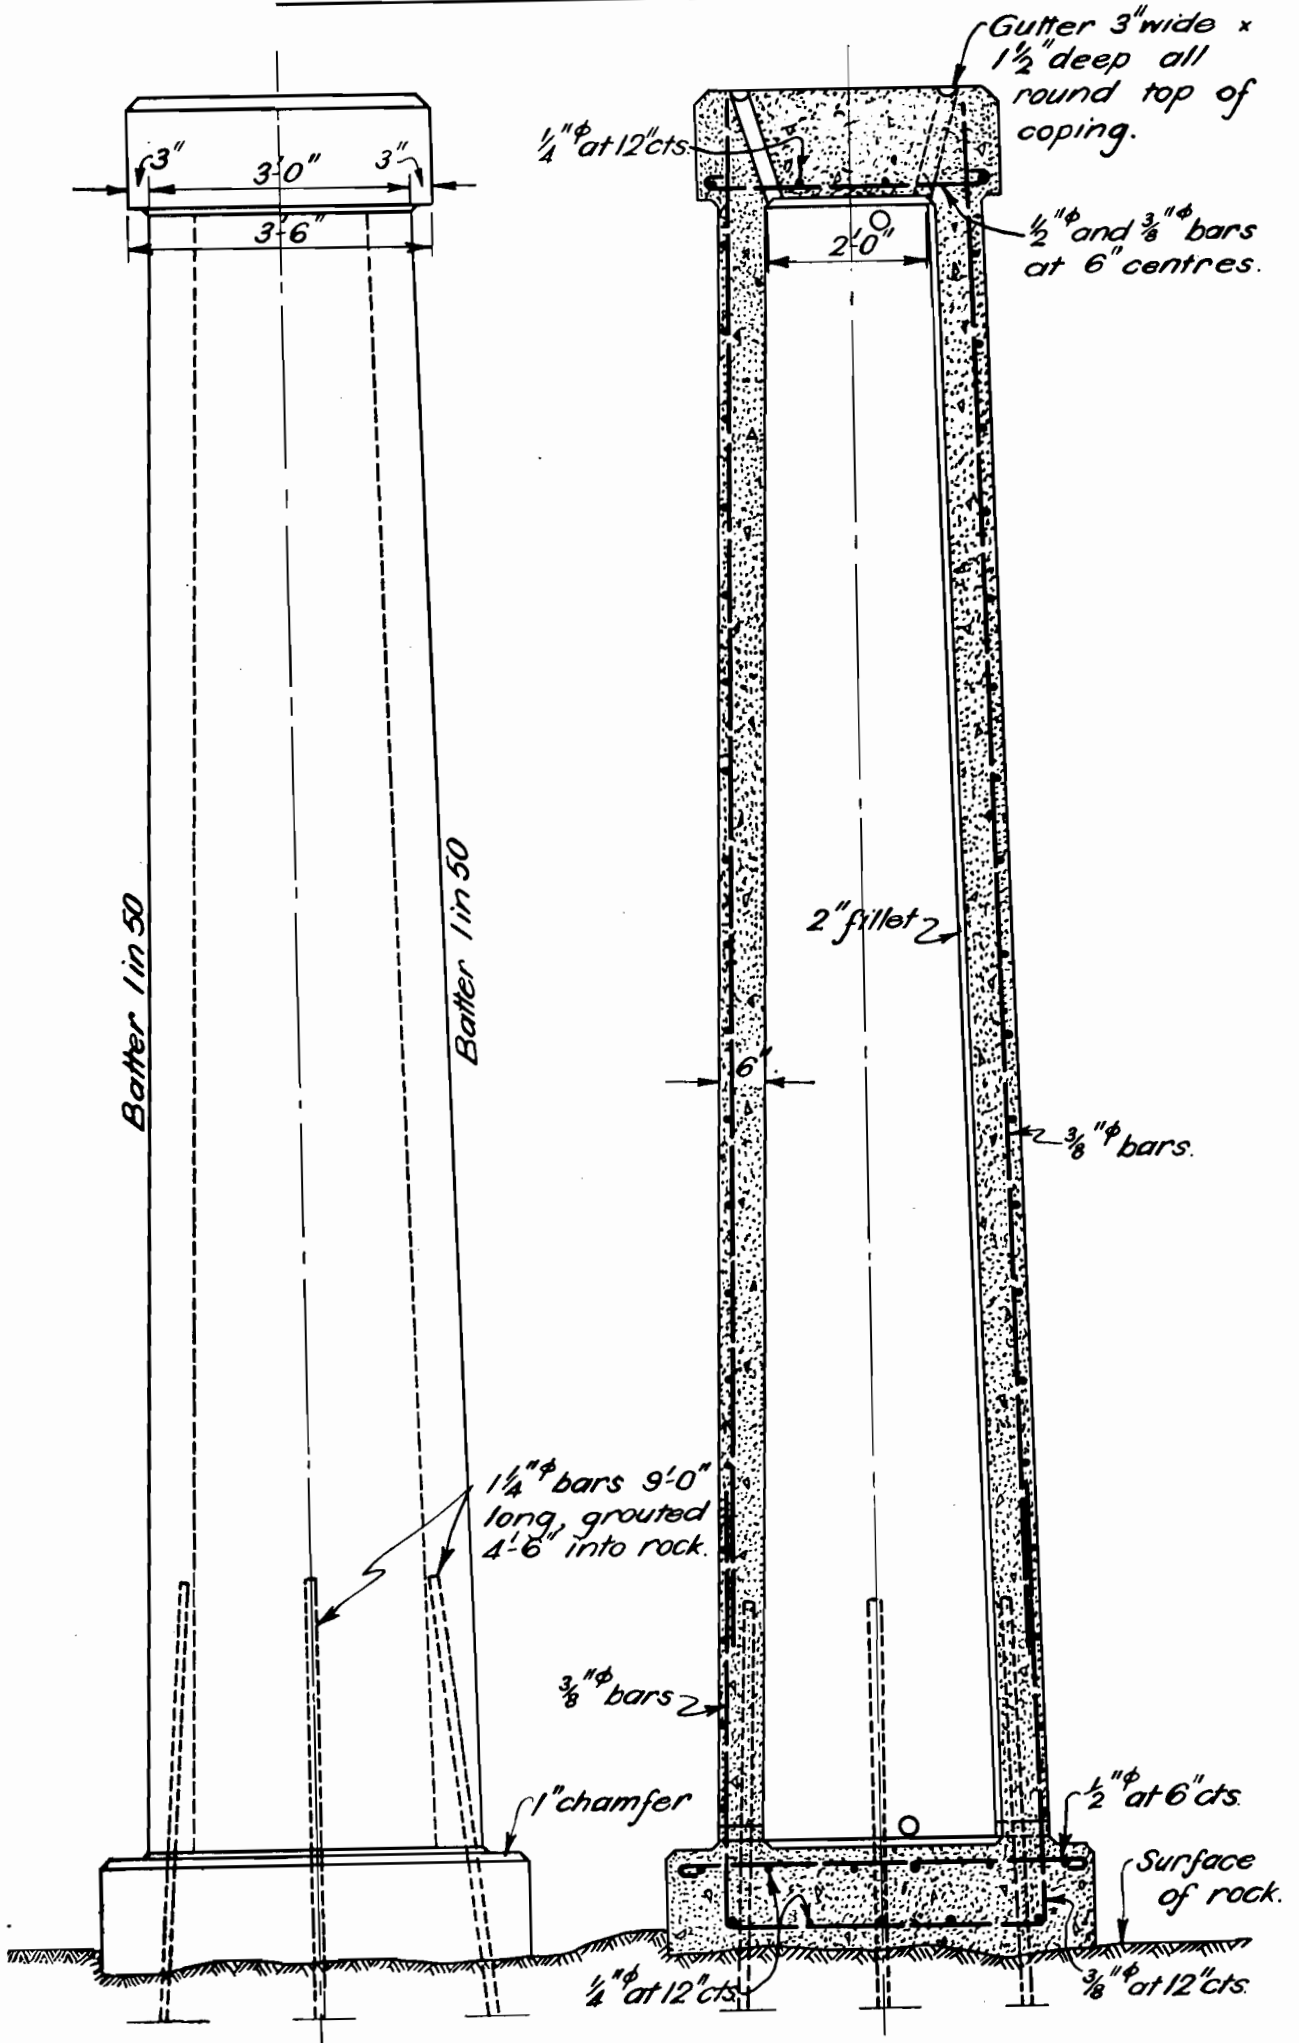 Gutter 3" wide x
1½" deep all
round top of
coping.
¼"φ at 12" cts.
3"
3'-0"
3"
3'-6"
2'-0"
½"φ and ⅜"φ bars
at 6" centres.
Batter 1 in 50
Batter 1 in 50
2" fillet
6"
⅜"φ bars.
1¼"φ bars 9'-0"
long, grouted
4'-6" into rock.
⅜"φ bars
1" chamfer
½"φ at 6" cts.
Surface
of rock.
¼"φ at 12" cts.
⅜"φ at 12" cts.